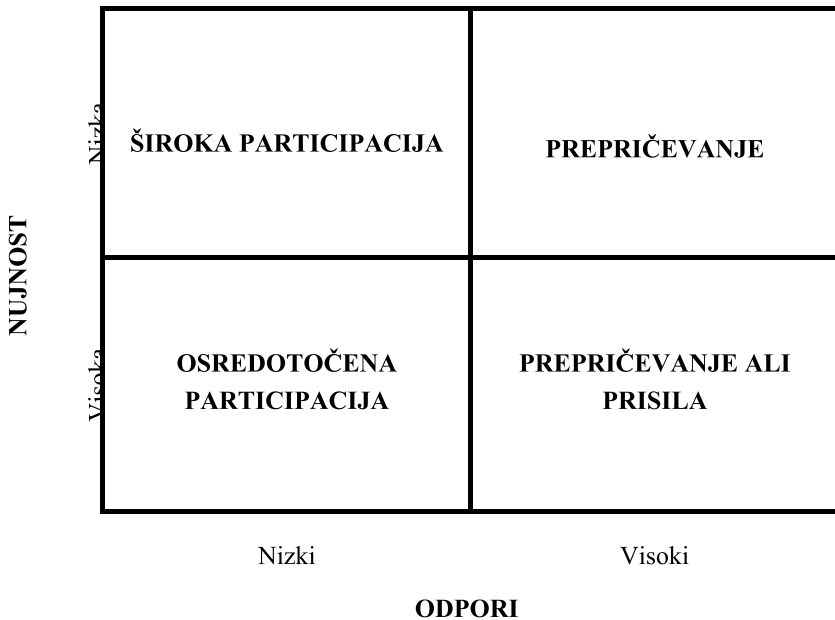 Nizka
ŠIROKA PARTICIPACIJA
PREPRIČEVANJE
NUJNOST
Visoka
OSREDOTOČENA
PARTICIPACIJA
PREPRIČEVANJE ALI
PRISILA
Nizki
Visoki
ODPORI